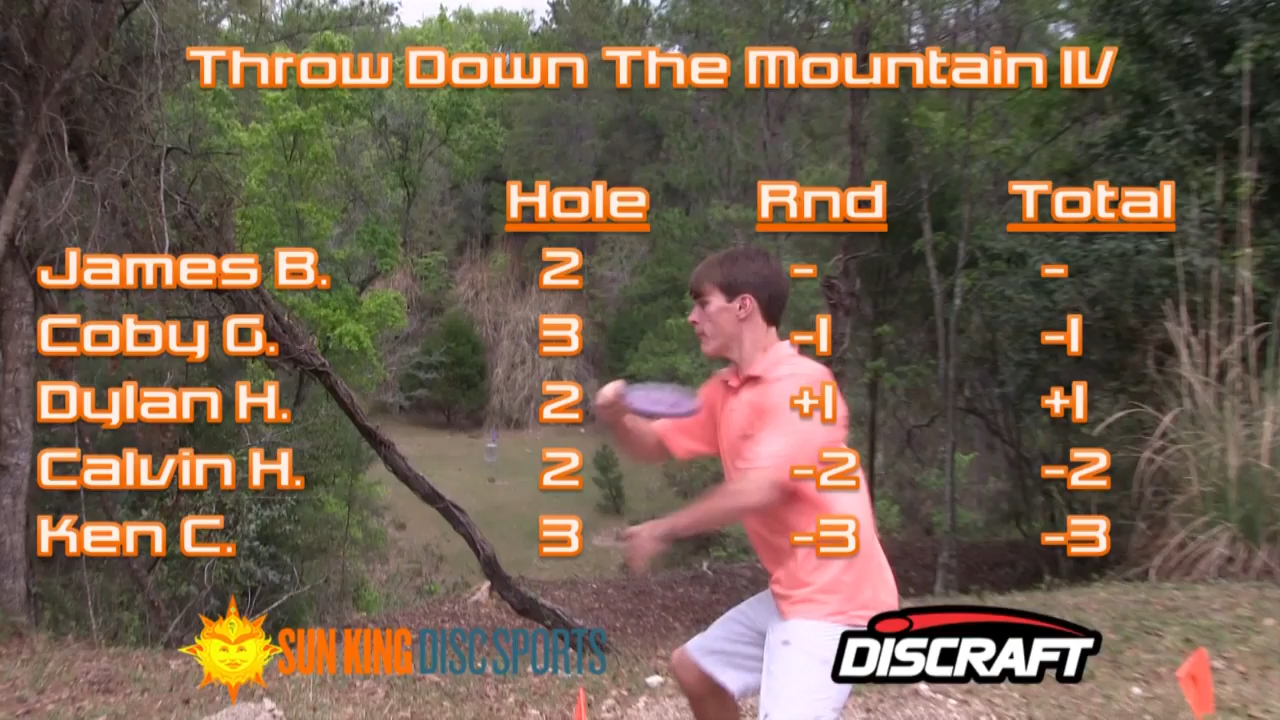 Throw Down The Mountain IV
Hole Rnd Total
James B. 2 - -
Coby G. 3 -1 -1
Dylan H. 2 +1 +1
Calvin H. 2 -2 -2
Ken C. 3 -3 -3
SUN KING DISC SPORTS
DISCRAFT